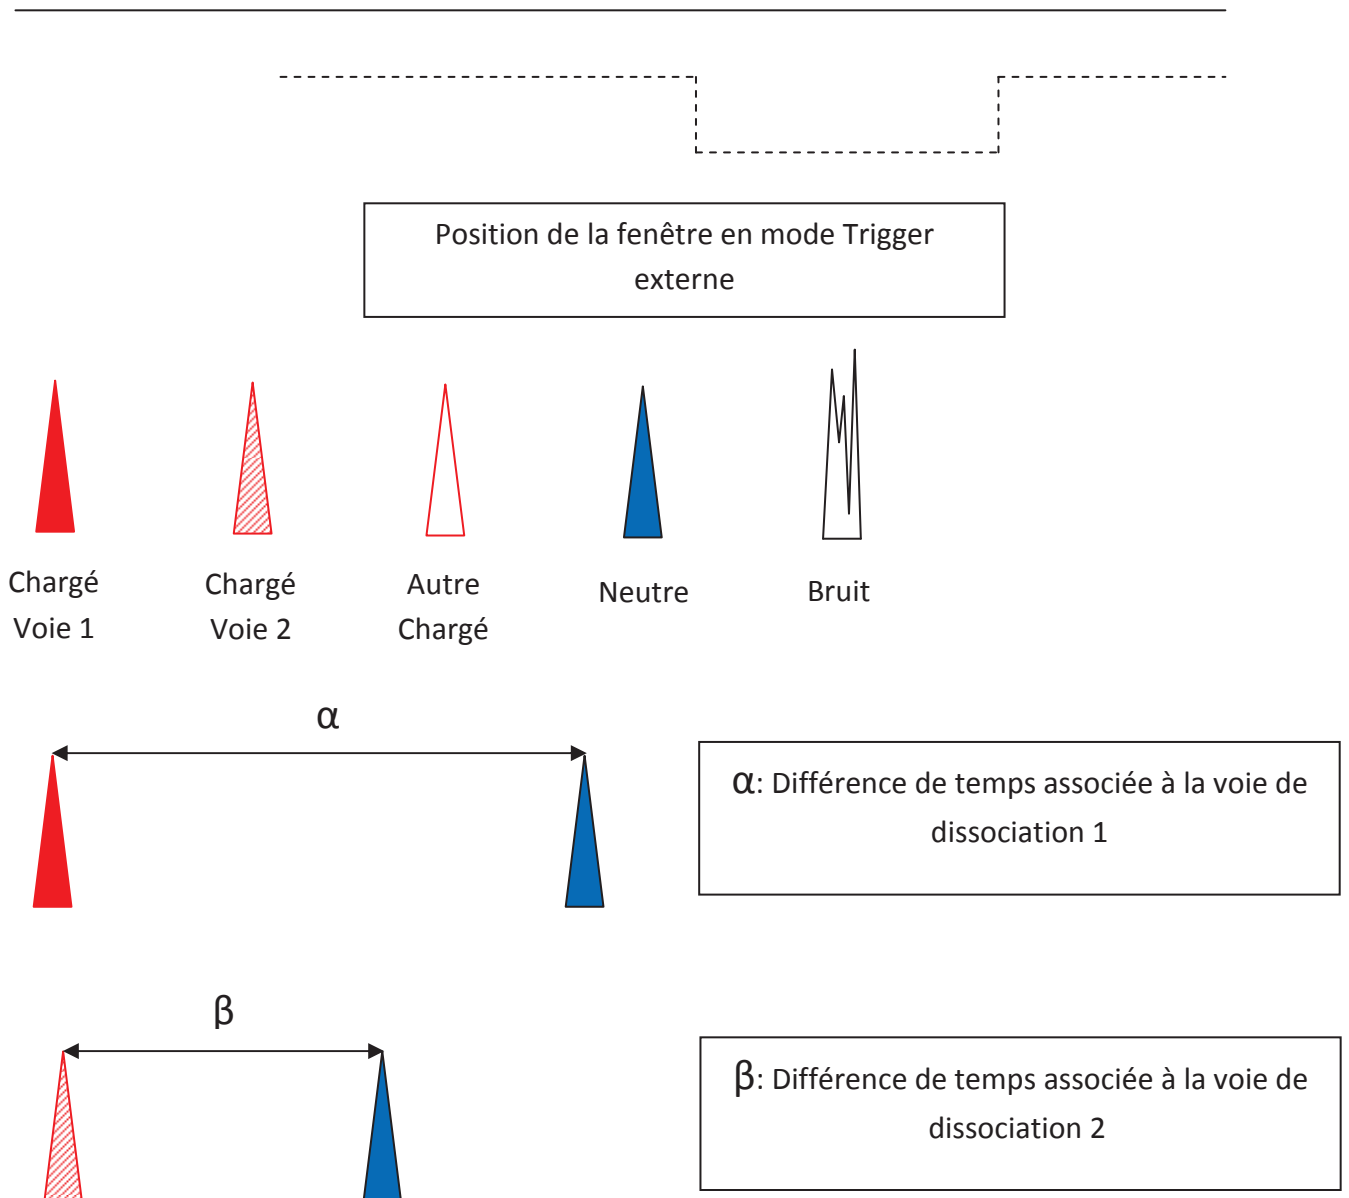 Position de la fenêtre en mode Trigger
externe
Chargé
Voie 1
Chargé
Voie 2
Autre
Chargé
Neutre
Bruit
α
α: Différence de temps associée à la voie de
dissociation 1
β
β: Différence de temps associée à la voie de
dissociation 2